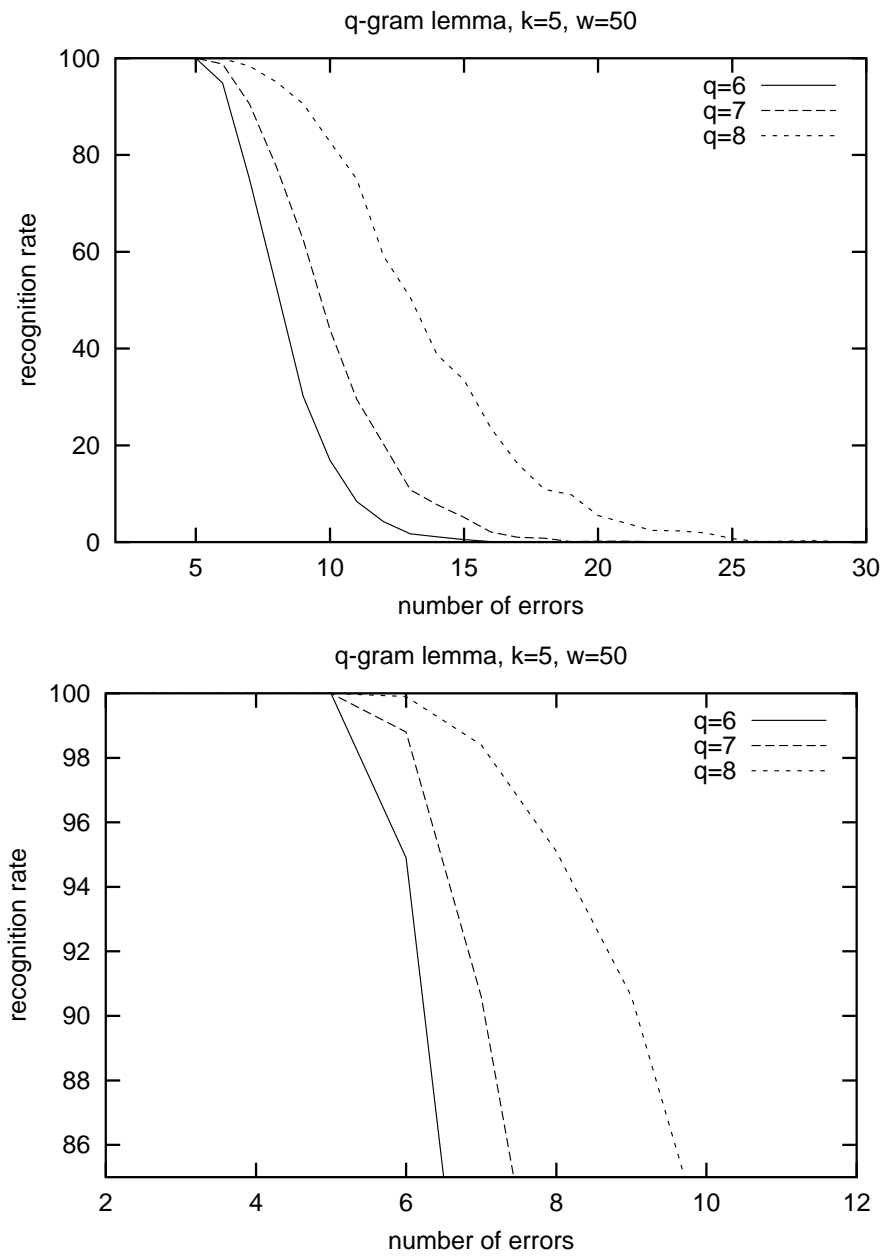 q-gram lemma, k=5, w=50
100
80
60
40
20
0
recognition rate
q=6
q=7
q=8
5 10 15 20 25 30
number of errors
q-gram lemma, k=5, w=50
100
98
96
94
92
90
88
86
recognition rate
q=6
q=7
q=8
2 4 6 8 10 12
number of errors